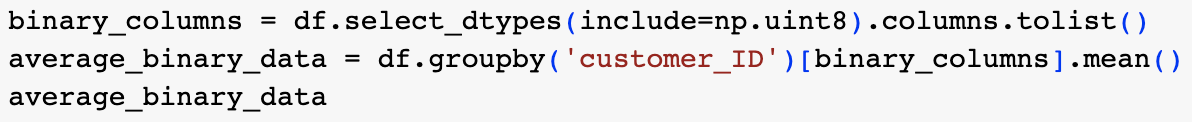 binary_columns = df.select_dtypes(include=np.uint8).columns.tolist()
average_binary_data = df.groupby('customer_ID')[binary_columns].mean()
average_binary_data